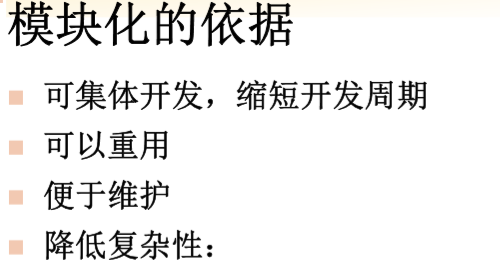 模块化的依据
可集体开发，缩短开发周期
可以重用
便于维护
降低复杂性：